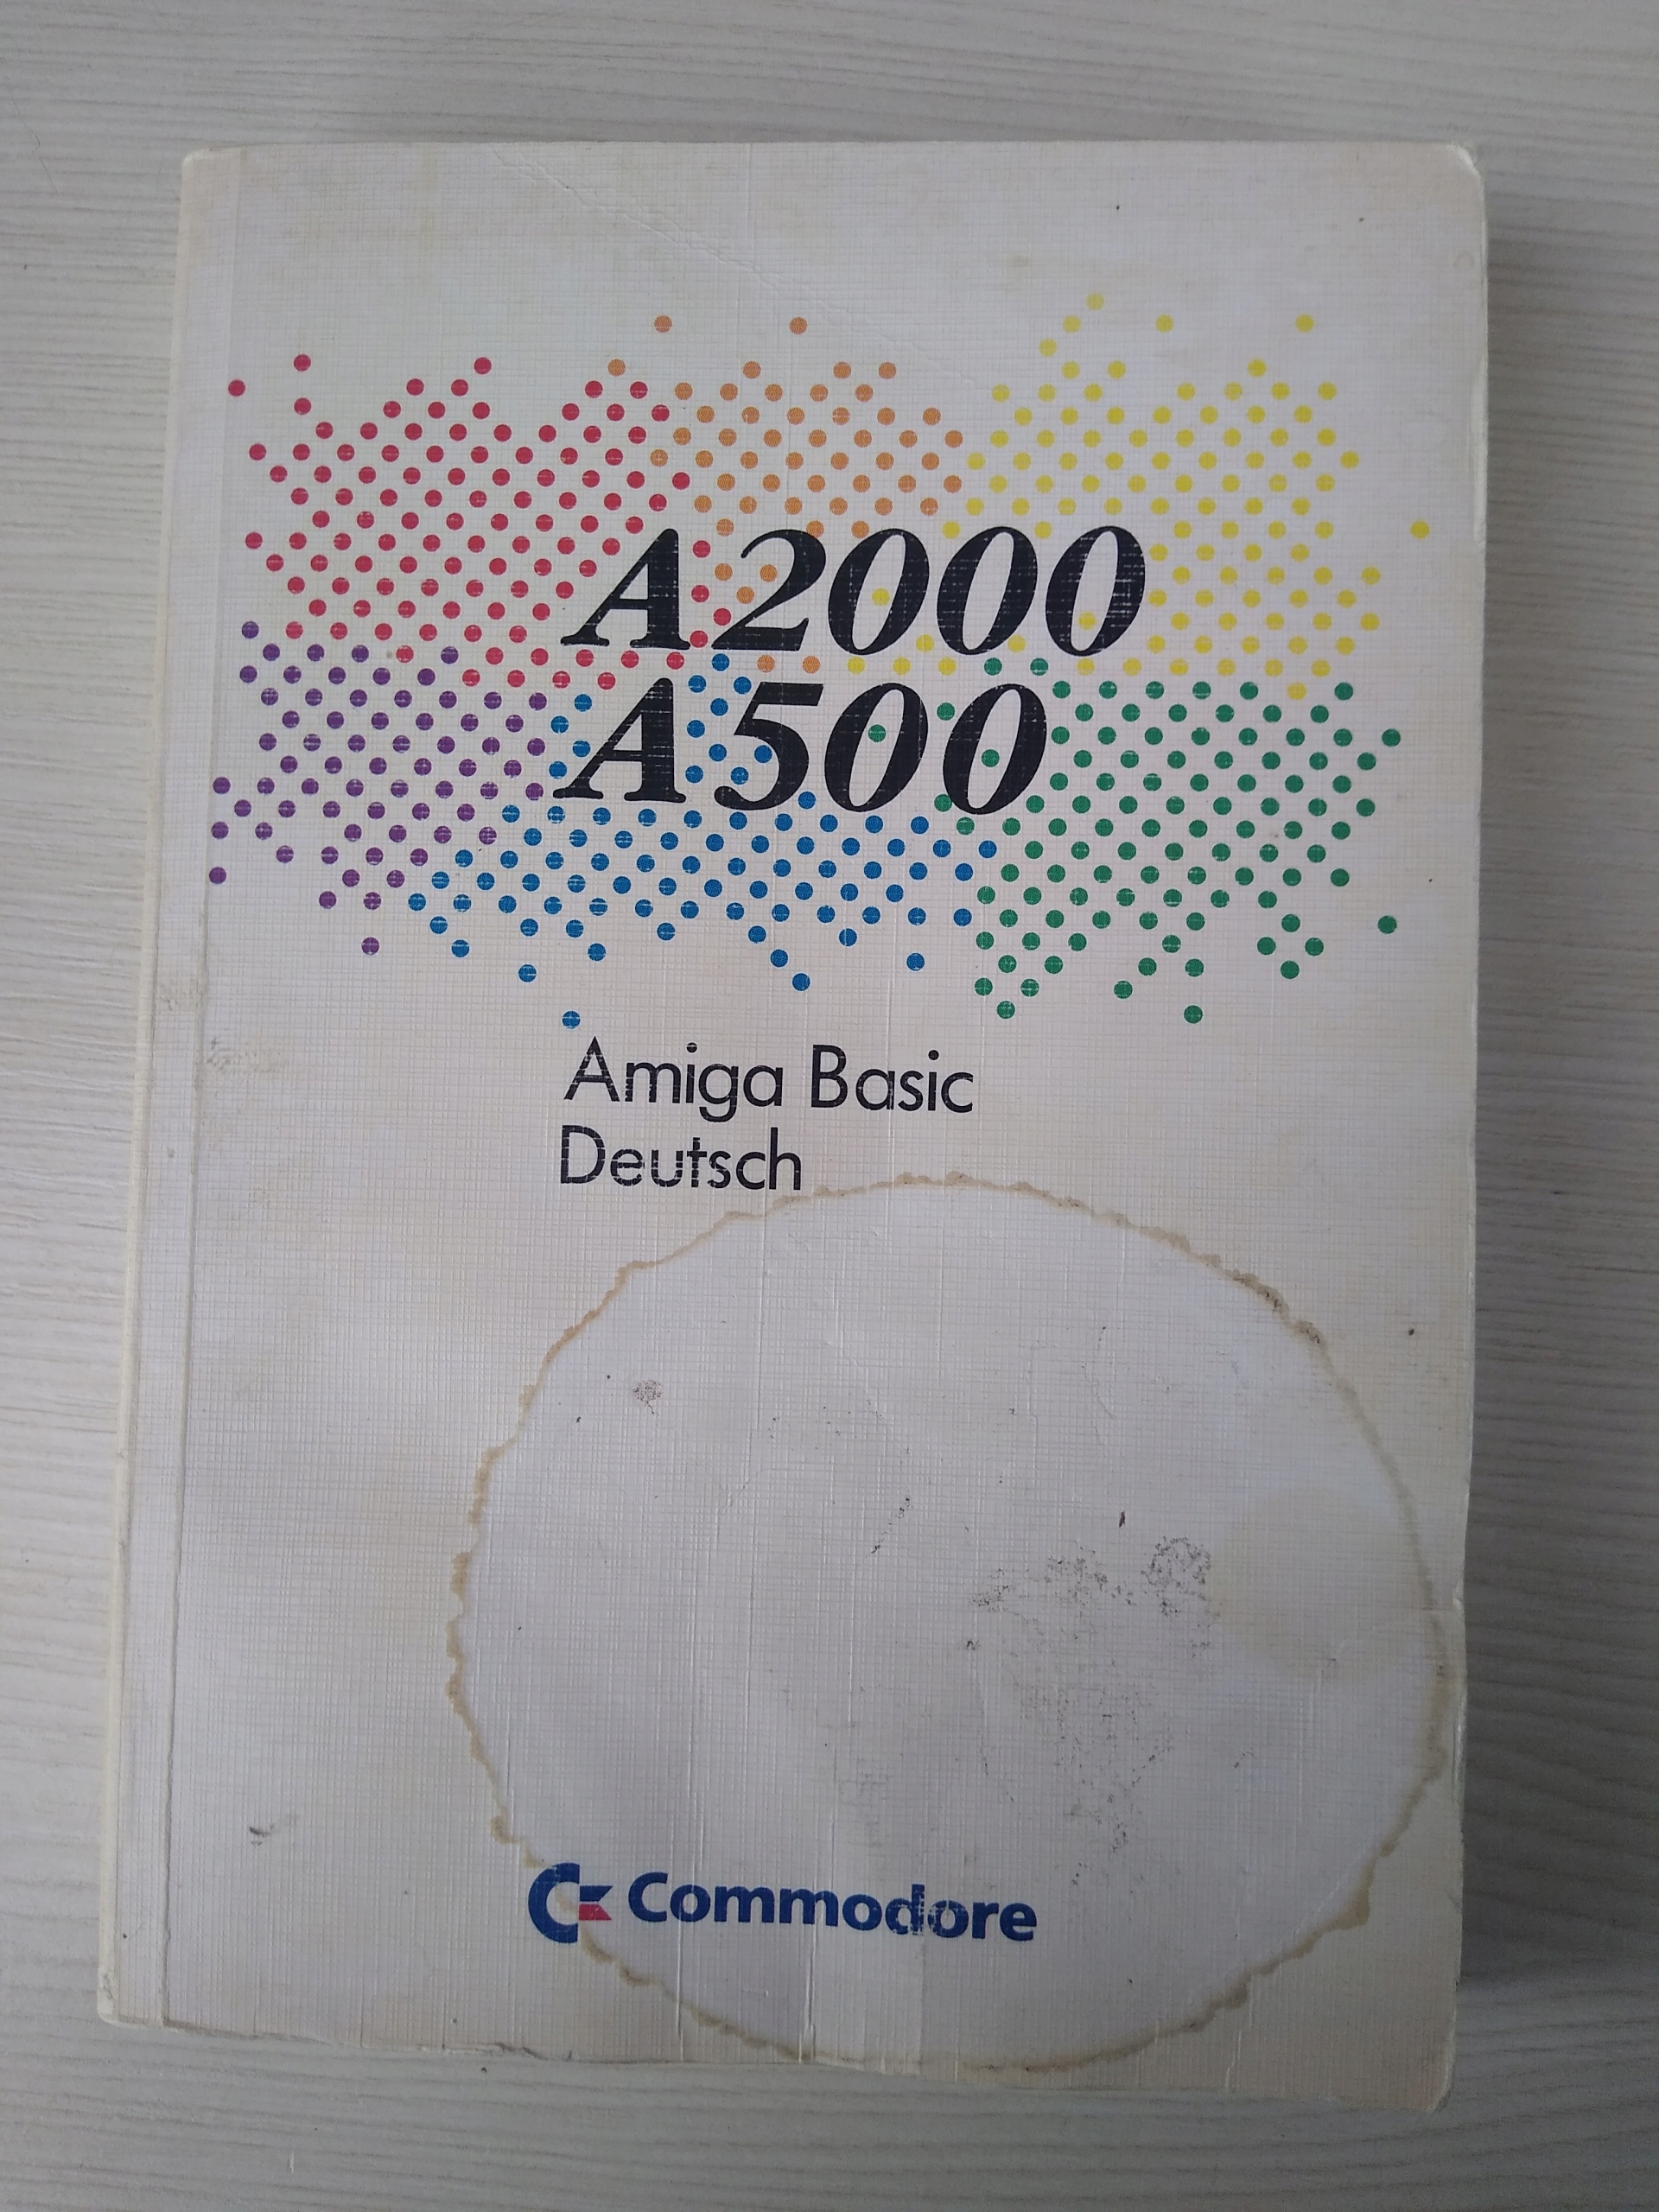 A2000
A500
Amiga Basic
Deutsch
Commodore